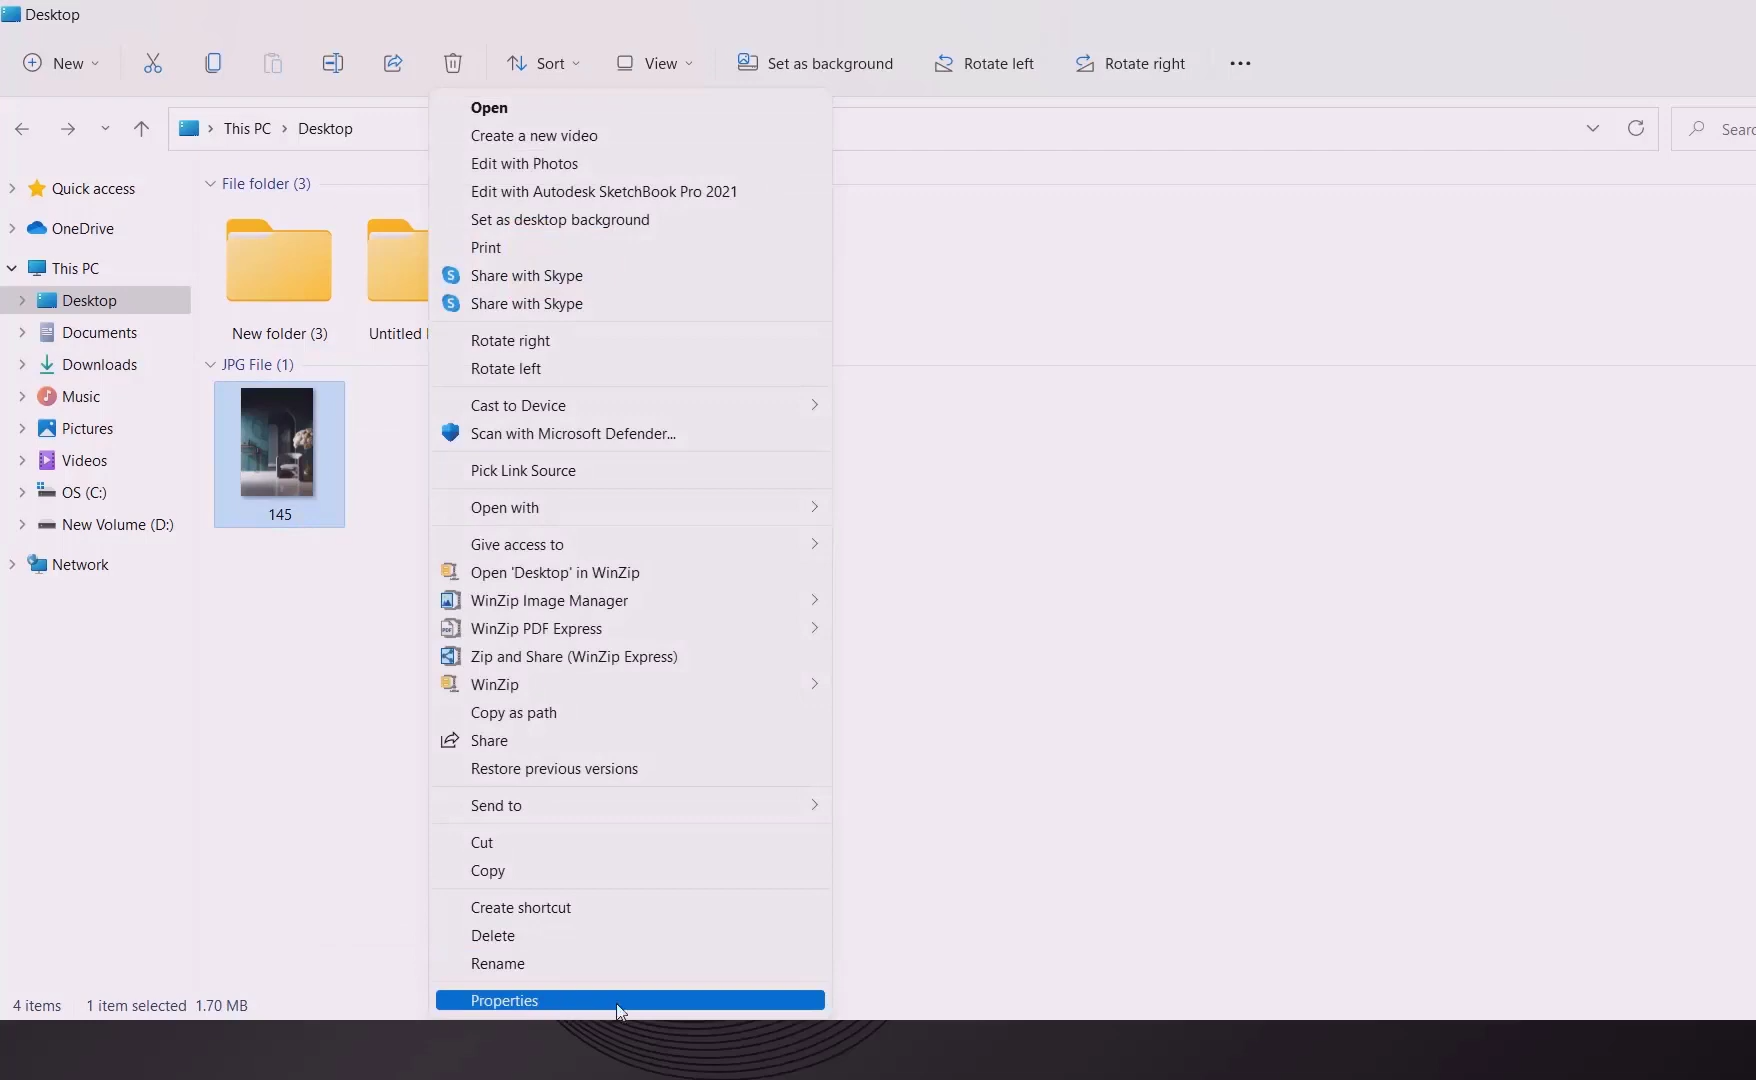 Desktop
New
Sort
View
Set as background
Rotate left
Rotate right
This PC
Desktop
Quick access
OneDrive
This PC
Desktop
Documents
Downloads
Music
Pictures
Videos
OS (C:)
New Volume (D:)
Network
File folder (3)
New folder (3)
Untitled
JPG File (1)
145
Open
Create a new video
Edit with Photos
Edit with Autodesk SketchBook Pro 2021
Set as desktop background
Print
S Share with Skype
S Share with Skype
Rotate right
Rotate left
Cast to Device
Scan with Microsoft Defender...
Pick Link Source
Open with
Give access to
Open 'Desktop' in WinZip
WinZip Image Manager
WinZip PDF Express
Zip and Share (WinZip Express)
WinZip
Copy as path
Share
Restore previous versions
Send to
Cut
Copy
Create shortcut
Delete
Rename
Properties
4 items 1 item selected 1.70 MB